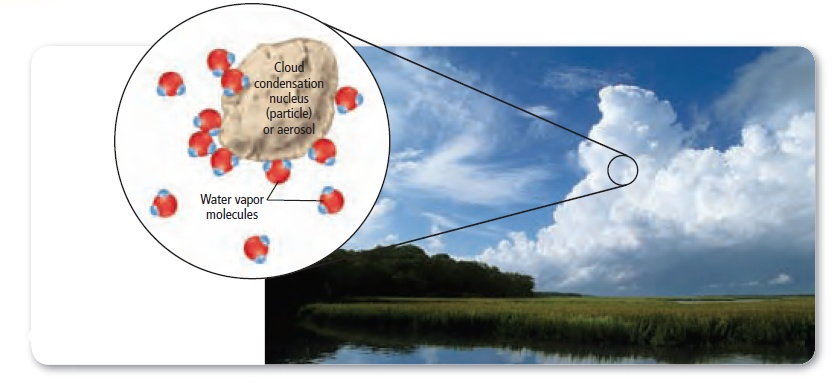 Cloud
condensation
nucleus
(particle)
or aerosol
Water vapor
molecules